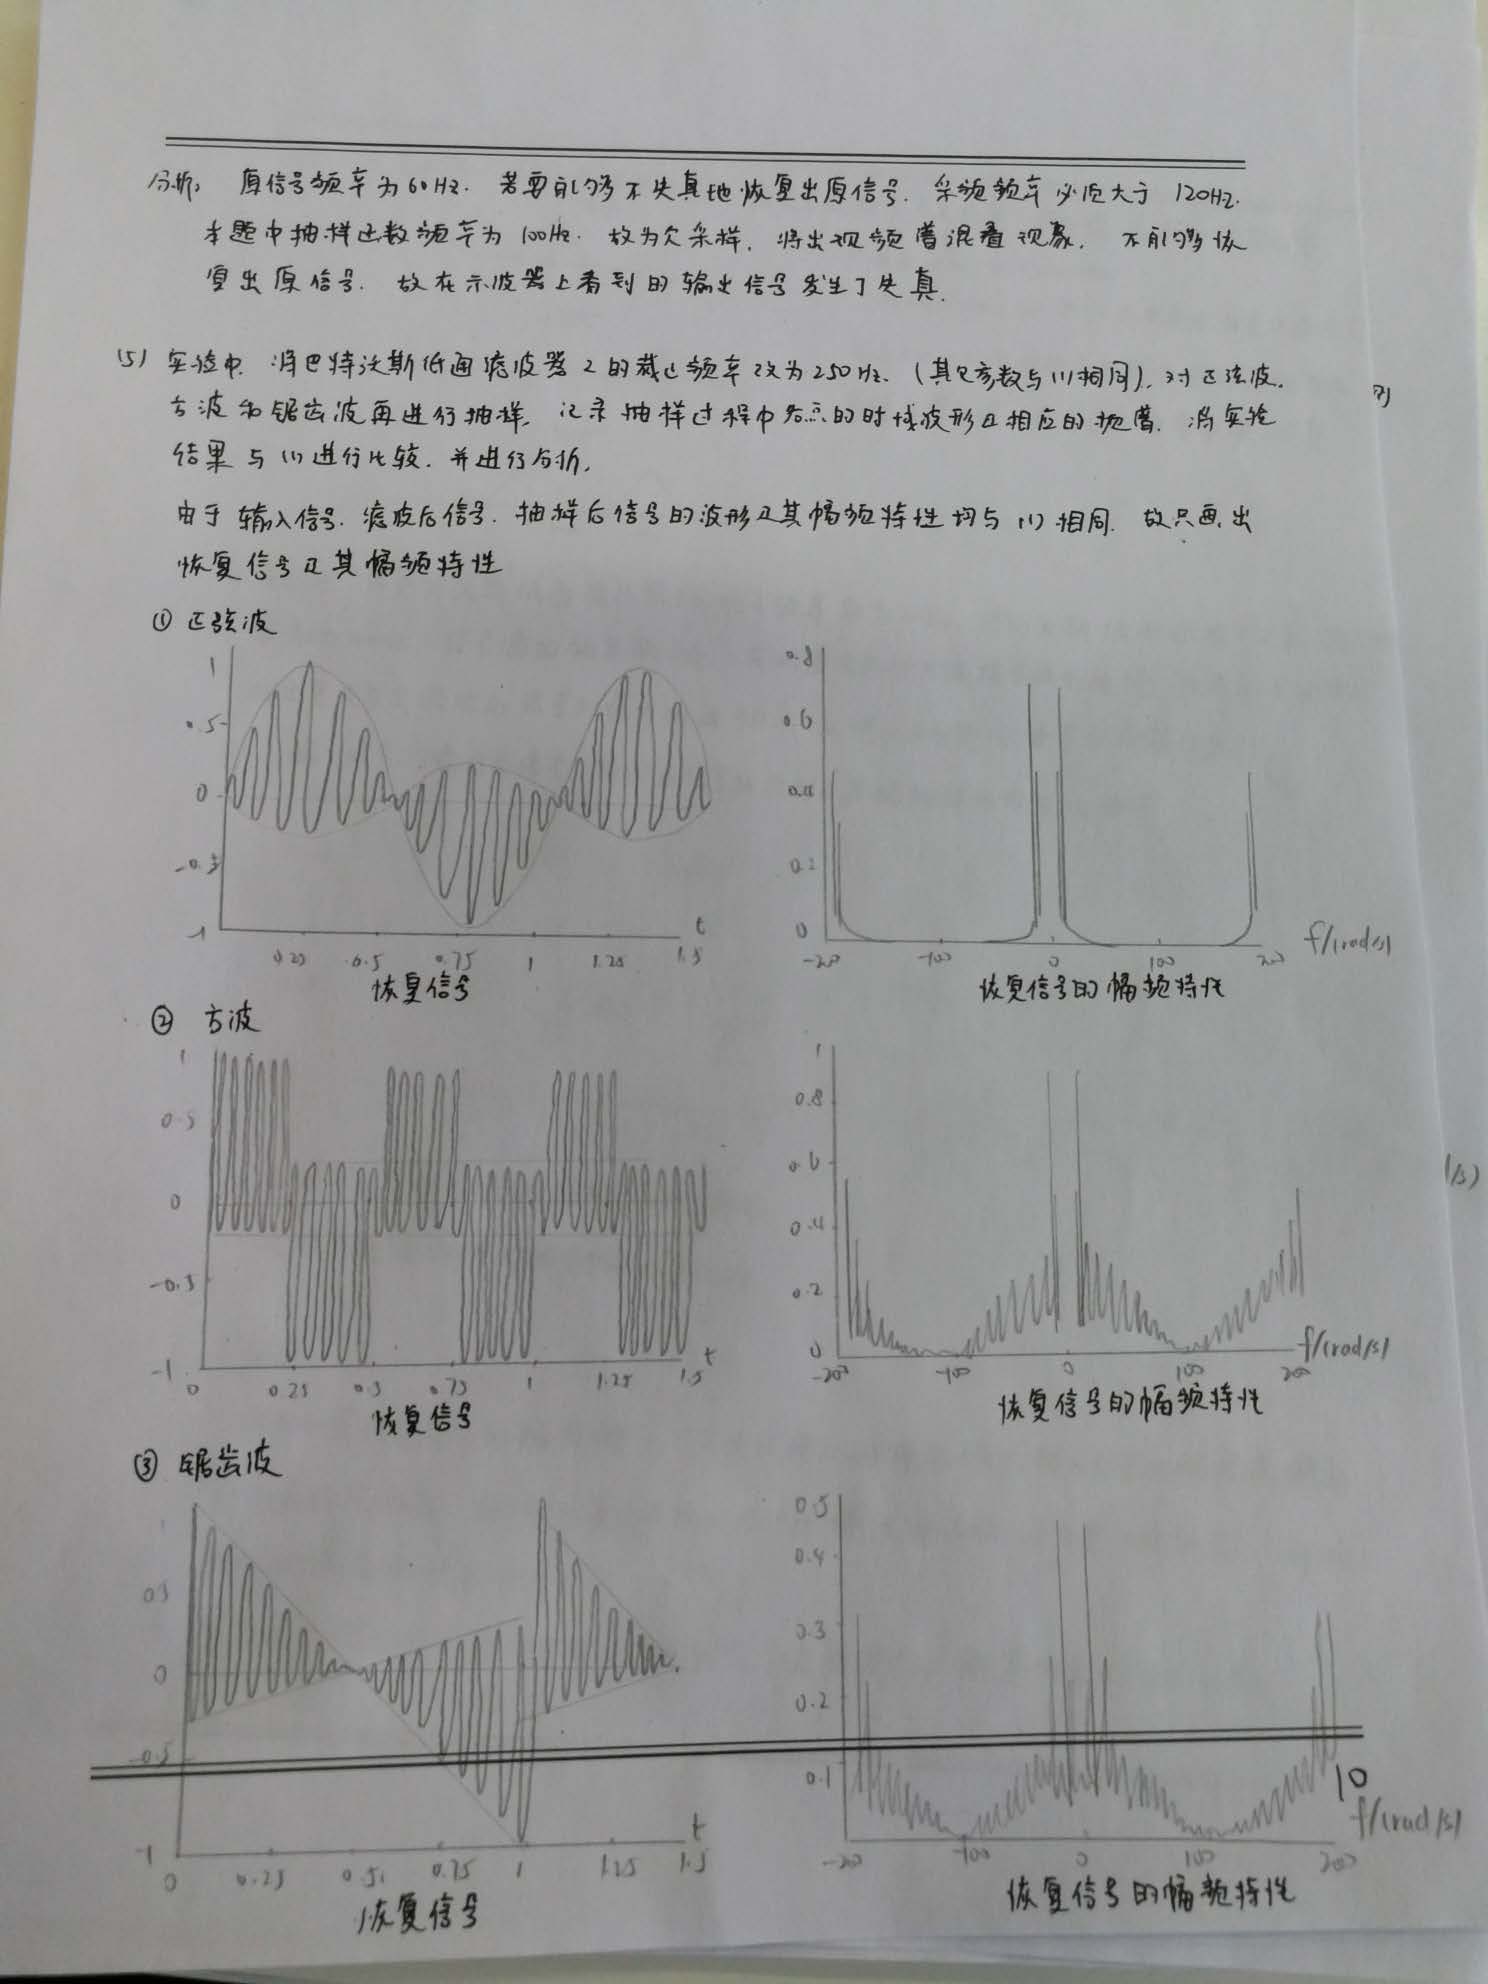 分析: 原信号频率为60Hz. 若要能够不失真地恢复出原信号. 采频频率必须大于 120Hz.
本题中抽样函数频率为100Hz. 故为欠采样, 将出现频谱混叠现象. 不能够恢
复出原信号. 故在示波器上看到的输出信号发生了失真.
(5) 实验中, 将巴特沃斯低通滤波器2的截止频率改为250Hz. (其它参数与(1)相同), 对正弦波.
方波和锯齿波再进行抽样, 记录抽样过程中各点的时域波形及相应的频谱. 将实验
结果与(1)进行比较. 并进行分析.
由于输入信号. 滤波后信号. 抽样后信号的波形及其幅频特性均与(1)相同. 故只画出
恢复信号及其幅频特性
① 正弦波
1
0.5
0
-0.5
-1
0.25 0.5 0.75 1 1.25 1.5
t
恢复信号
0.8
0.6
0.4
0.2
0
-200 -100 0 100 200
f/(rad/s)
恢复信号的幅频特性
② 方波
1
0.5
0
-0.5
-1
0 0.25 0.5 0.75 1 1.25 1.5
t
恢复信号
1
0.8
0.6
0.4
0.2
0
-200 -100 0 100 200
f/(rad/s)
恢复信号的幅频特性
/s)
③ 锯齿波
0.5
0
-0.5
-1
0 0.25 0.5 0.75 1 1.25 1.5
t
恢复信号
0.5
0.4
0.3
0.2
0.1
-200 -100 0 100 200
f/(rad/s)
恢复信号的幅频特性
10